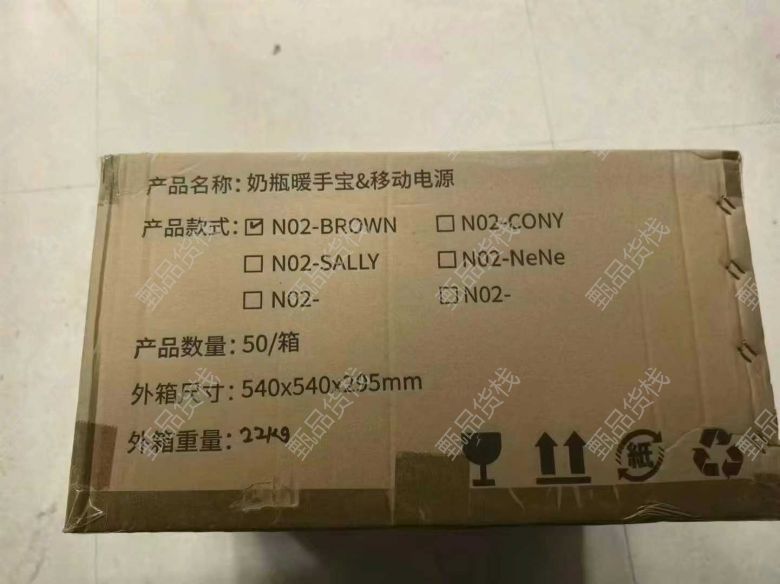 产品名称：奶瓶暖手宝&移动电源
产品款式：☑ N02-BROWN ☐ N02-CONY
☐ N02-SALLY ☐ N02-NeNe
☐ N02- ☐ N02-
产品数量：50/箱
外箱尺寸：540x540x295mm
外箱重量：22kg
紙
甄品货栈